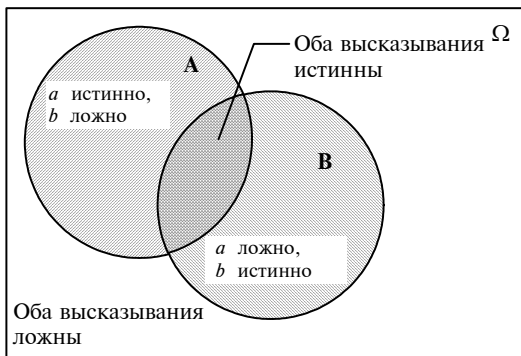 Ω
Оба высказывания
истинны
A
a истинно,
b ложно
B
a ложно,
b истинно
Оба высказывания
ложны